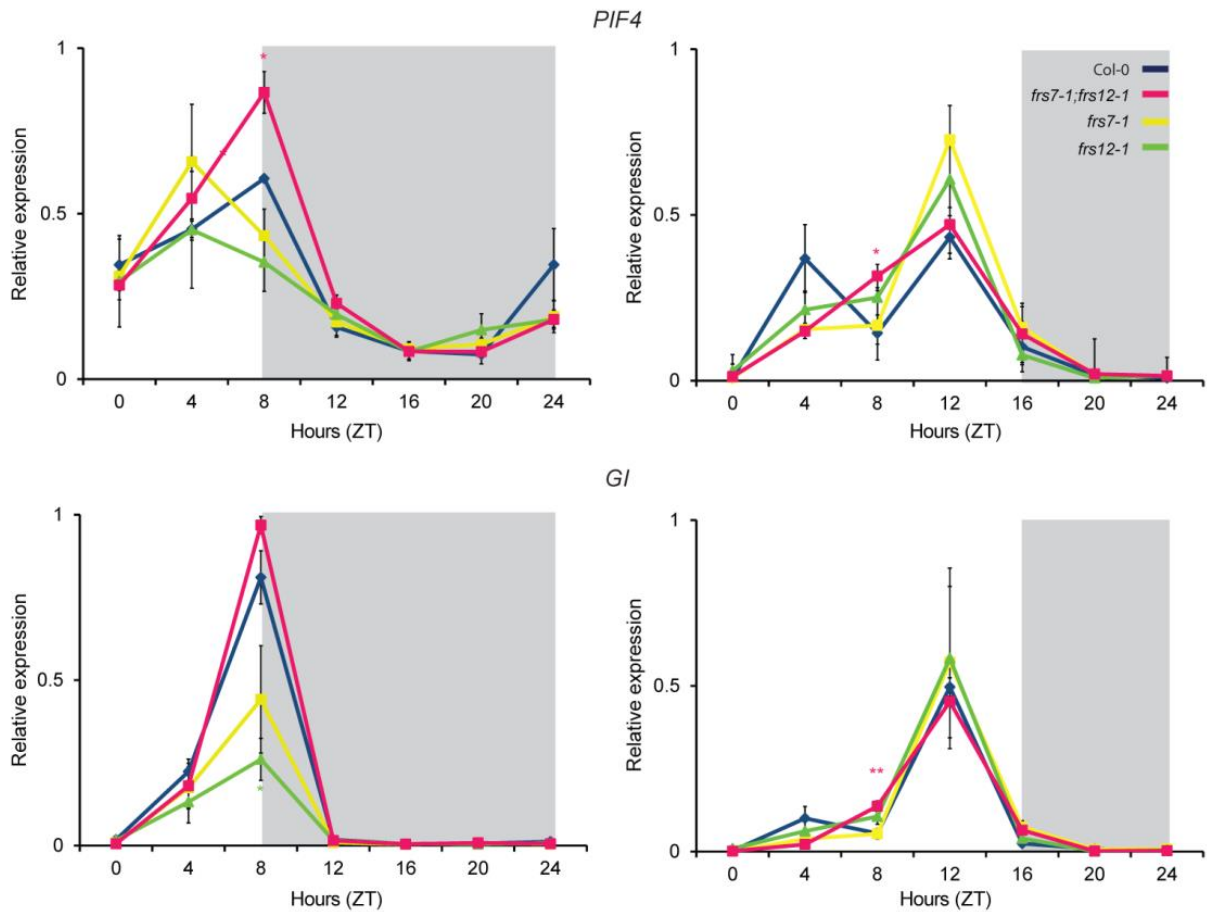 PIF4
1
0.5
0
Relative expression
*
*
0 4 8 12 16 20 24
Hours (ZT)
1
0.5
0
Relative expression
Col-0
frs7-1;frs12-1
frs7-1
frs12-1
*
0 4 8 12 16 20 24
Hours (ZT)
GI
1
0.5
0
Relative expression
*
0 4 8 12 16 20 24
Hours (ZT)
1
0.5
0
Relative expression
**
0 4 8 12 16 20 24
Hours (ZT)